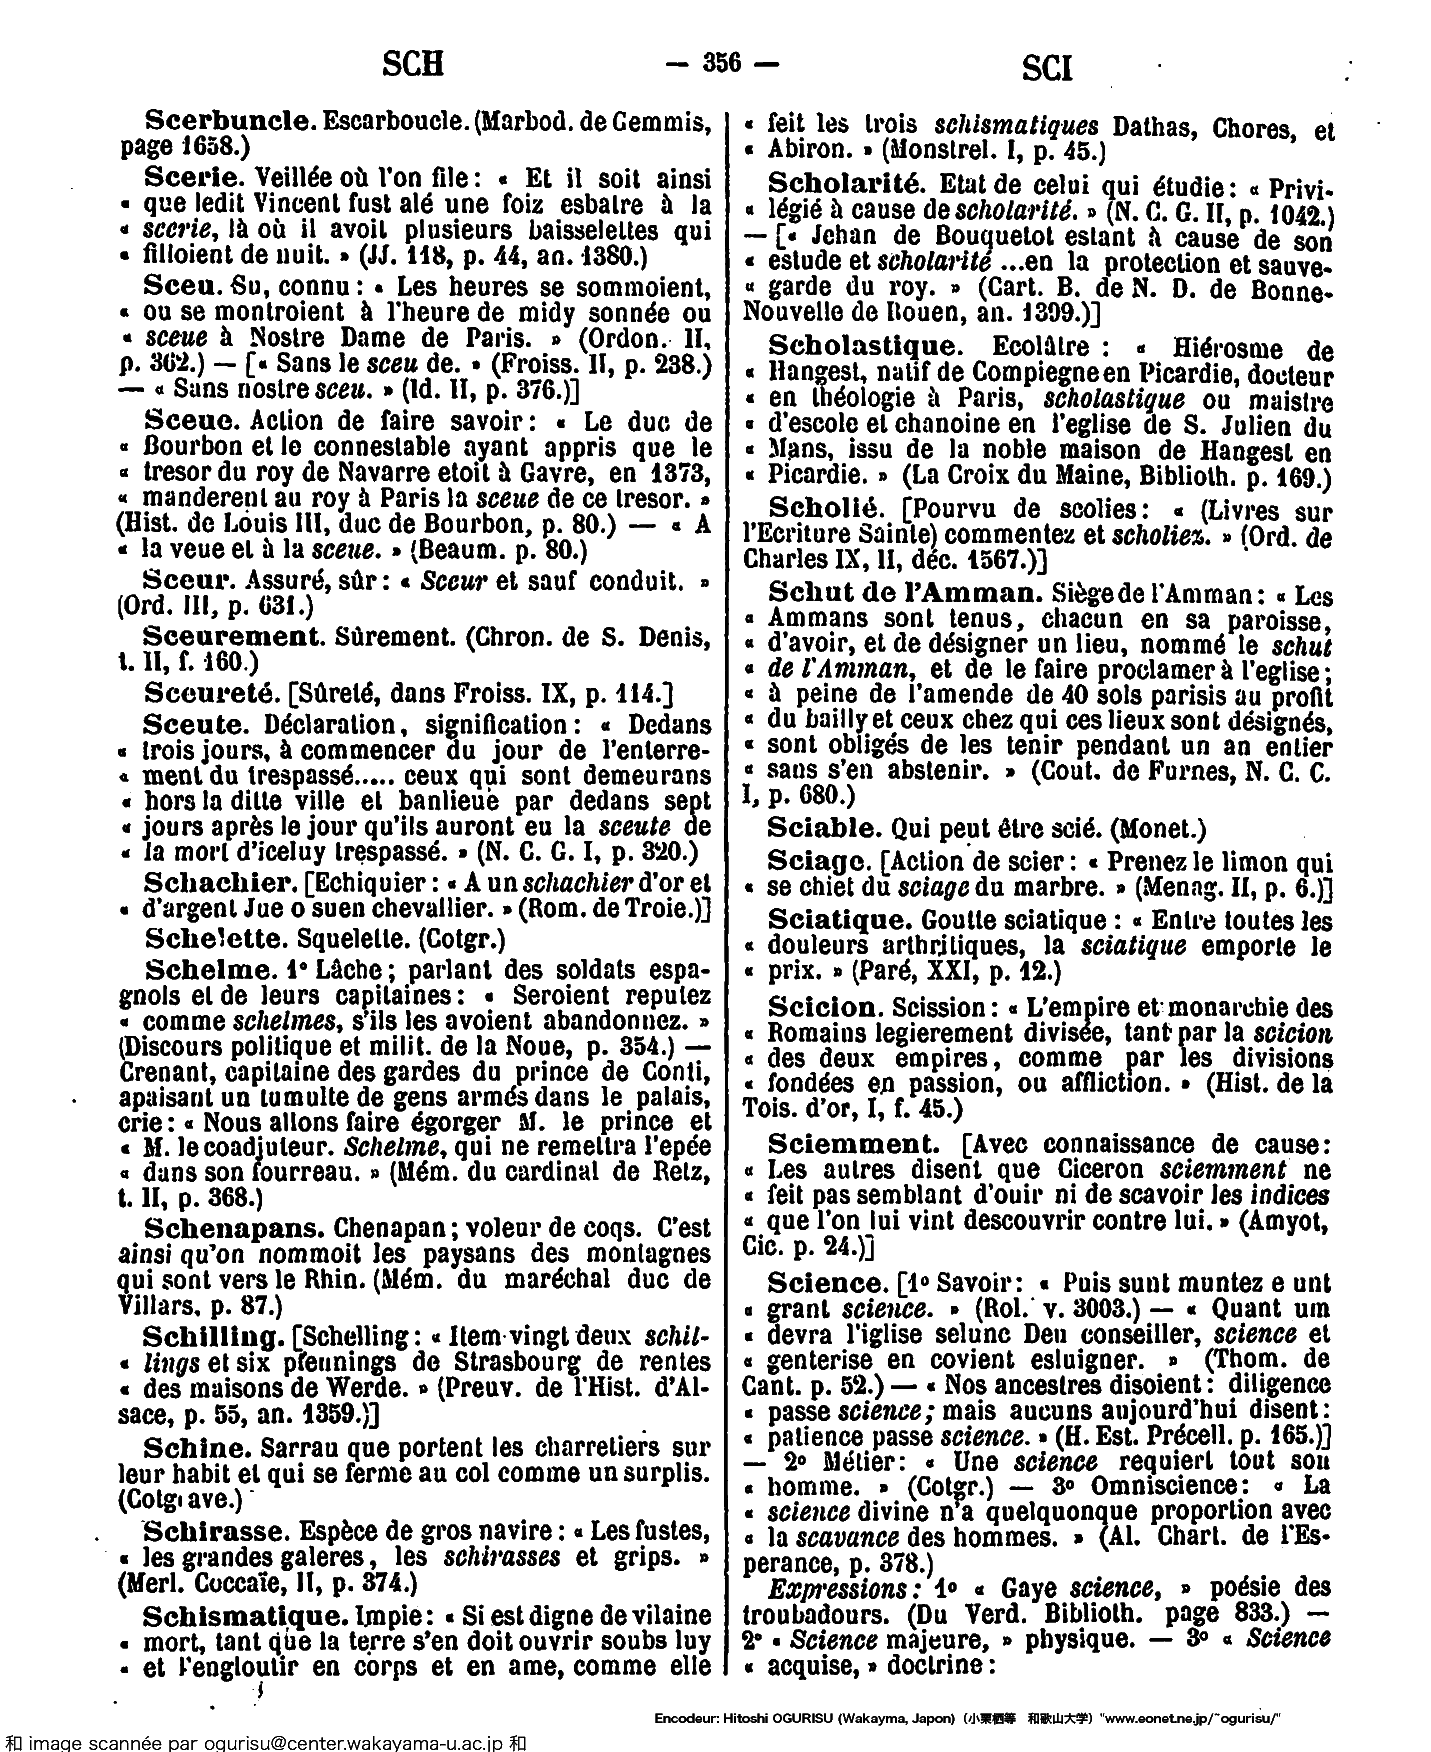 SCH — 356 — SCI
Scerbuncle. Escarboucle. (Marbod. de Gemmis,
page 1638.)
Scerie. Veillée où l'on file : « Et il soit ainsi
« que ledit Vincent fust alé une foiz esbatre à la
« scerie, là où il avoit plusieurs baisselettes qui
« filloient de nuit. » (JJ. 118, p. 44, an. 1380.)
Sceu. Su, connu : « Les heures se sommoient,
« ou se montroient à l'heure de midy sonnée ou
« sceue à Nostre Dame de Paris. » (Ordon. II,
p. 362.) — [« Sans le sceu de. » (Froiss. II, p. 238.)
— « Sans nostre sceu. » (Id. II, p. 376.)]
Sceue. Action de faire savoir : « Le duc de
« Bourbon et le connestable ayant appris que le
« tresor du roy de Navarre etoit à Gavre, en 1373,
« manderent au roy à Paris la sceue de ce tresor. »
(Hist. de Louis III, duc de Bourbon, p. 80.) — « A
« la veue et à la sceue. » (Beaum. p. 80.)
Sceur. Assuré, sûr : « Sceur et sauf conduit. »
(Ord. III, p. 631.)
Sceurement. Sûrement. (Chron. de S. Denis,
t. II, f. 160.)
Sceureté. [Sûreté, dans Froiss. IX, p. 114.]
Sceute. Déclaration, signification : « Dedans
« trois jours, à commencer du jour de l'enterre-
« ment du trespassé..... ceux qui sont demeurans
« hors la ditte ville et banlieue par dedans sept
« jours après le jour qu'ils auront eu la sceute de
« la mort d'iceluy trespassé. » (N. C. G. I, p. 320.)
Schachier. [Echiquier : « A un schachier d'or et
« d'argent Jue o suen chevallier. » (Rom. de Troie.)]
Schelette. Squelette. (Cotgr.)
Schelme. 1° Lâche ; parlant des soldats espa-
gnols et de leurs capitaines : « Seroient reputez
« comme schelmes, s'ils les avoient abandonnez. »
(Discours politique et milit. de la Noue, p. 354.) —
Crenant, capitaine des gardes du prince de Conti,
apaisant un tumulte de gens armés dans le palais,
crie : « Nous allons faire égorger M. le prince et
« M. le coadjuteur. Schelme, qui ne remettra l'epée
« dans son fourreau. » (Mém. du cardinal de Retz,
t. II, p. 368.)
Schenapans. Chenapan ; voleur de coqs. C'est
ainsi qu'on nommoit les paysans des montagnes
qui sont vers le Rhin. (Mém. du maréchal duc de
Villars, p. 87.)
Schilling. [Schelling : « Item vingt deux schil-
« lings et six pfennings de Strasbourg de rentes
« des maisons de Werde. » (Preuv. de l'Hist. d'Al-
sace, p. 55, an. 1359.)]
Schine. Sarrau que portent les charretiers sur
leur habit et qui se ferme au col comme un surplis.
(Cotgrave.)
Schirasse. Espèce de gros navire : « Les fustes,
« les grandes galeres, les schirasses et grips. »
(Merl. Coccaïe, II, p. 374.)
Schismatique. Impie : « Si est digne de vilaine
« mort, tant que la terre s'en doit ouvrir soubs luy
« et l'engloutir en corps et en ame, comme elle
« feit les trois schismatiques Dathas, Chores, et
« Abiron. » (Monstrel. I, p. 45.)
Scholarité. Etat de celui qui étudie : « Privi-
« légié à cause de scholarité. » (N. C. G. II, p. 1042.)
— [« Jehan de Bouquetot estant à cause de son
« estude et scholarité ...en la protection et sauve-
« garde du roy. » (Cart. B. de N. D. de Bonne-
Nouvelle de Rouen, an. 1399.)]
Scholastique. Ecolâtre : « Hiérosme de
« Hangest, natif de Compiegne en Picardie, docteur
« en théologie à Paris, scholastique ou maistre
« d'escole et chanoine en l'eglise de S. Julien du
« Mans, issu de la noble maison de Hangest en
« Picardie. » (La Croix du Maine, Biblioth. p. 169.)
Scholié. [Pourvu de scolies : « (Livres sur
l'Ecriture Sainte) commentez et scholiez. » (Ord. de
Charles IX, II, déc. 1567.)]
Schut de l'Amman. Siège de l'Amman : « Les
« Ammans sont tenus, chacun en sa paroisse,
« d'avoir, et de désigner un lieu, nommé le schut
« de l'Amman, et de le faire proclamer à l'eglise ;
« à peine de l'amende de 40 sols parisis au profit
« du bailly et ceux chez qui ces lieux sont désignés,
« sont obligés de les tenir pendant un an entier
« sans s'en abstenir. » (Cout. de Furnes, N. C. C.
I, p. 680.)
Sciable. Qui peut être scié. (Monet.)
Sciage. [Action de scier : « Prenez le limon qui
« se chiet du sciage du marbre. » (Menag. II, p. 6.)]
Sciatique. Goutte sciatique : « Entre toutes les
« douleurs arthritiques, la sciatique emporte le
« prix. » (Paré, XXI, p. 12.)
Scicion. Scission : « L'empire et monarchie des
« Romains legierement divisée, tant par la scicion
« des deux empires, comme par les divisions
« fondées en passion, ou affliction. » (Hist. de la
Tois. d'or, I, f. 45.)
Sciemment. [Avec connaissance de cause :
« Les autres disent que Ciceron sciemment ne
« feit pas semblant d'ouir ni de scavoir les indices
« que l'on lui vint descouvrir contre lui. » (Amyot,
Cic. p. 24.)]
Science. [1° Savoir : « Puis sunt muntez e unt
« grant science. » (Rol. v. 3003.) — « Quant um
« devra l'iglise selunc Deu conseiller, science et
« genterise en covient esluigner. » (Thom. de
Cant. p. 52.) — « Nos ancestres disoient : diligence
« passe science ; mais aucuns aujourd'hui disent :
« patience passe science. » (H. Est. Précell. p. 165.)]
— 2° Métier : « Une science requiert tout son
« homme. » (Cotgr.) — 3° Omniscience : « La
« science divine n'a quelquonque proportion avec
« la scavance des hommes. » (Al. Chart. de l'Es-
perance, p. 378.)
Expressions : 1° « Gaye science, » poésie des
troubadours. (Du Verd. Biblioth. page 833.) —
2° « Science majeure, » physique. — 3° « Science
« acquise, » doctrine :
Encodeur: Hitoshi OGURISU (Wakayma, Japon) (小栗栖等 和歌山大学) "www.eonet.ne.jp/~ogurisu/"
和 image scannée par ogurisu@center.wakayama-u.ac.jp 和